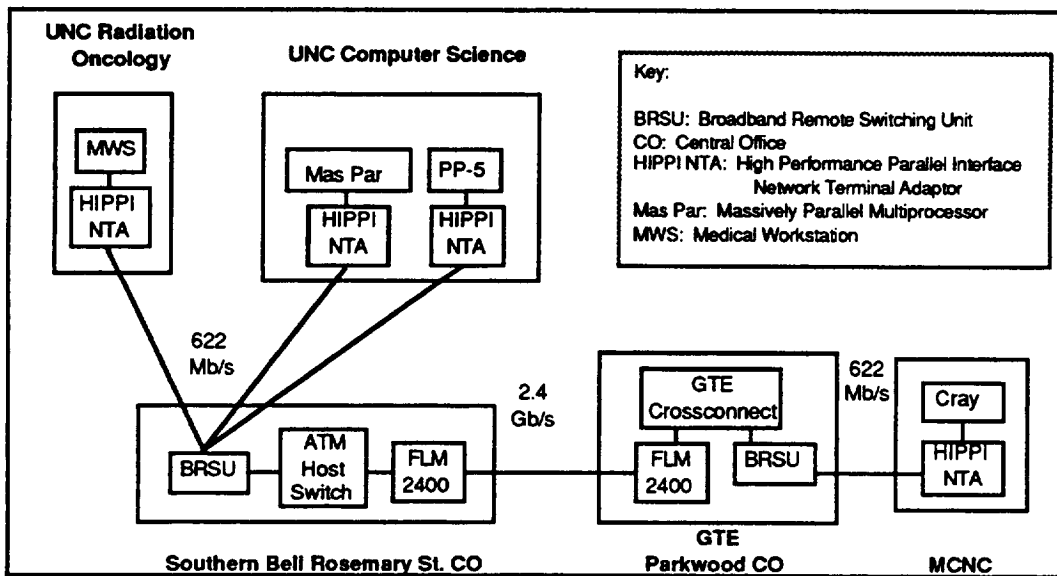 UNC Radiation
Oncology
UNC Computer Science
Key:
BRSU: Broadband Remote Switching Unit
CO: Central Office
HIPPI NTA: High Performance Parallel Interface
Network Terminal Adaptor
Mas Par: Massively Parallel Multiprocessor
MWS: Medical Workstation
MWS
HIPPI
NTA
Mas Par
HIPPI
NTA
PP-5
HIPPI
NTA
622
Mb/s
2.4
Gb/s
622
Mb/s
BRSU
ATM
Host
Switch
FLM
2400
GTE
Crossconnect
FLM
2400
BRSU
Cray
HIPPI
NTA
Southern Bell Rosemary St. CO
GTE
Parkwood CO
MCNC